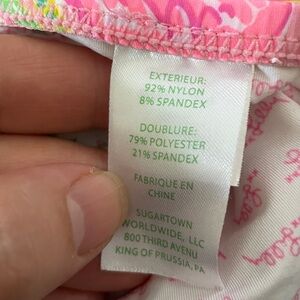 EXTERIEUR:
92% NYLON
8% SPANDEX
DOUBLURE:
79% POLYESTER
21% SPANDEX
FABRIQUE EN
CHINE
SUGARTOWN
WORLDWIDE, LLC
800 THIRD AVENU
KING OF PRUSSIA, PA